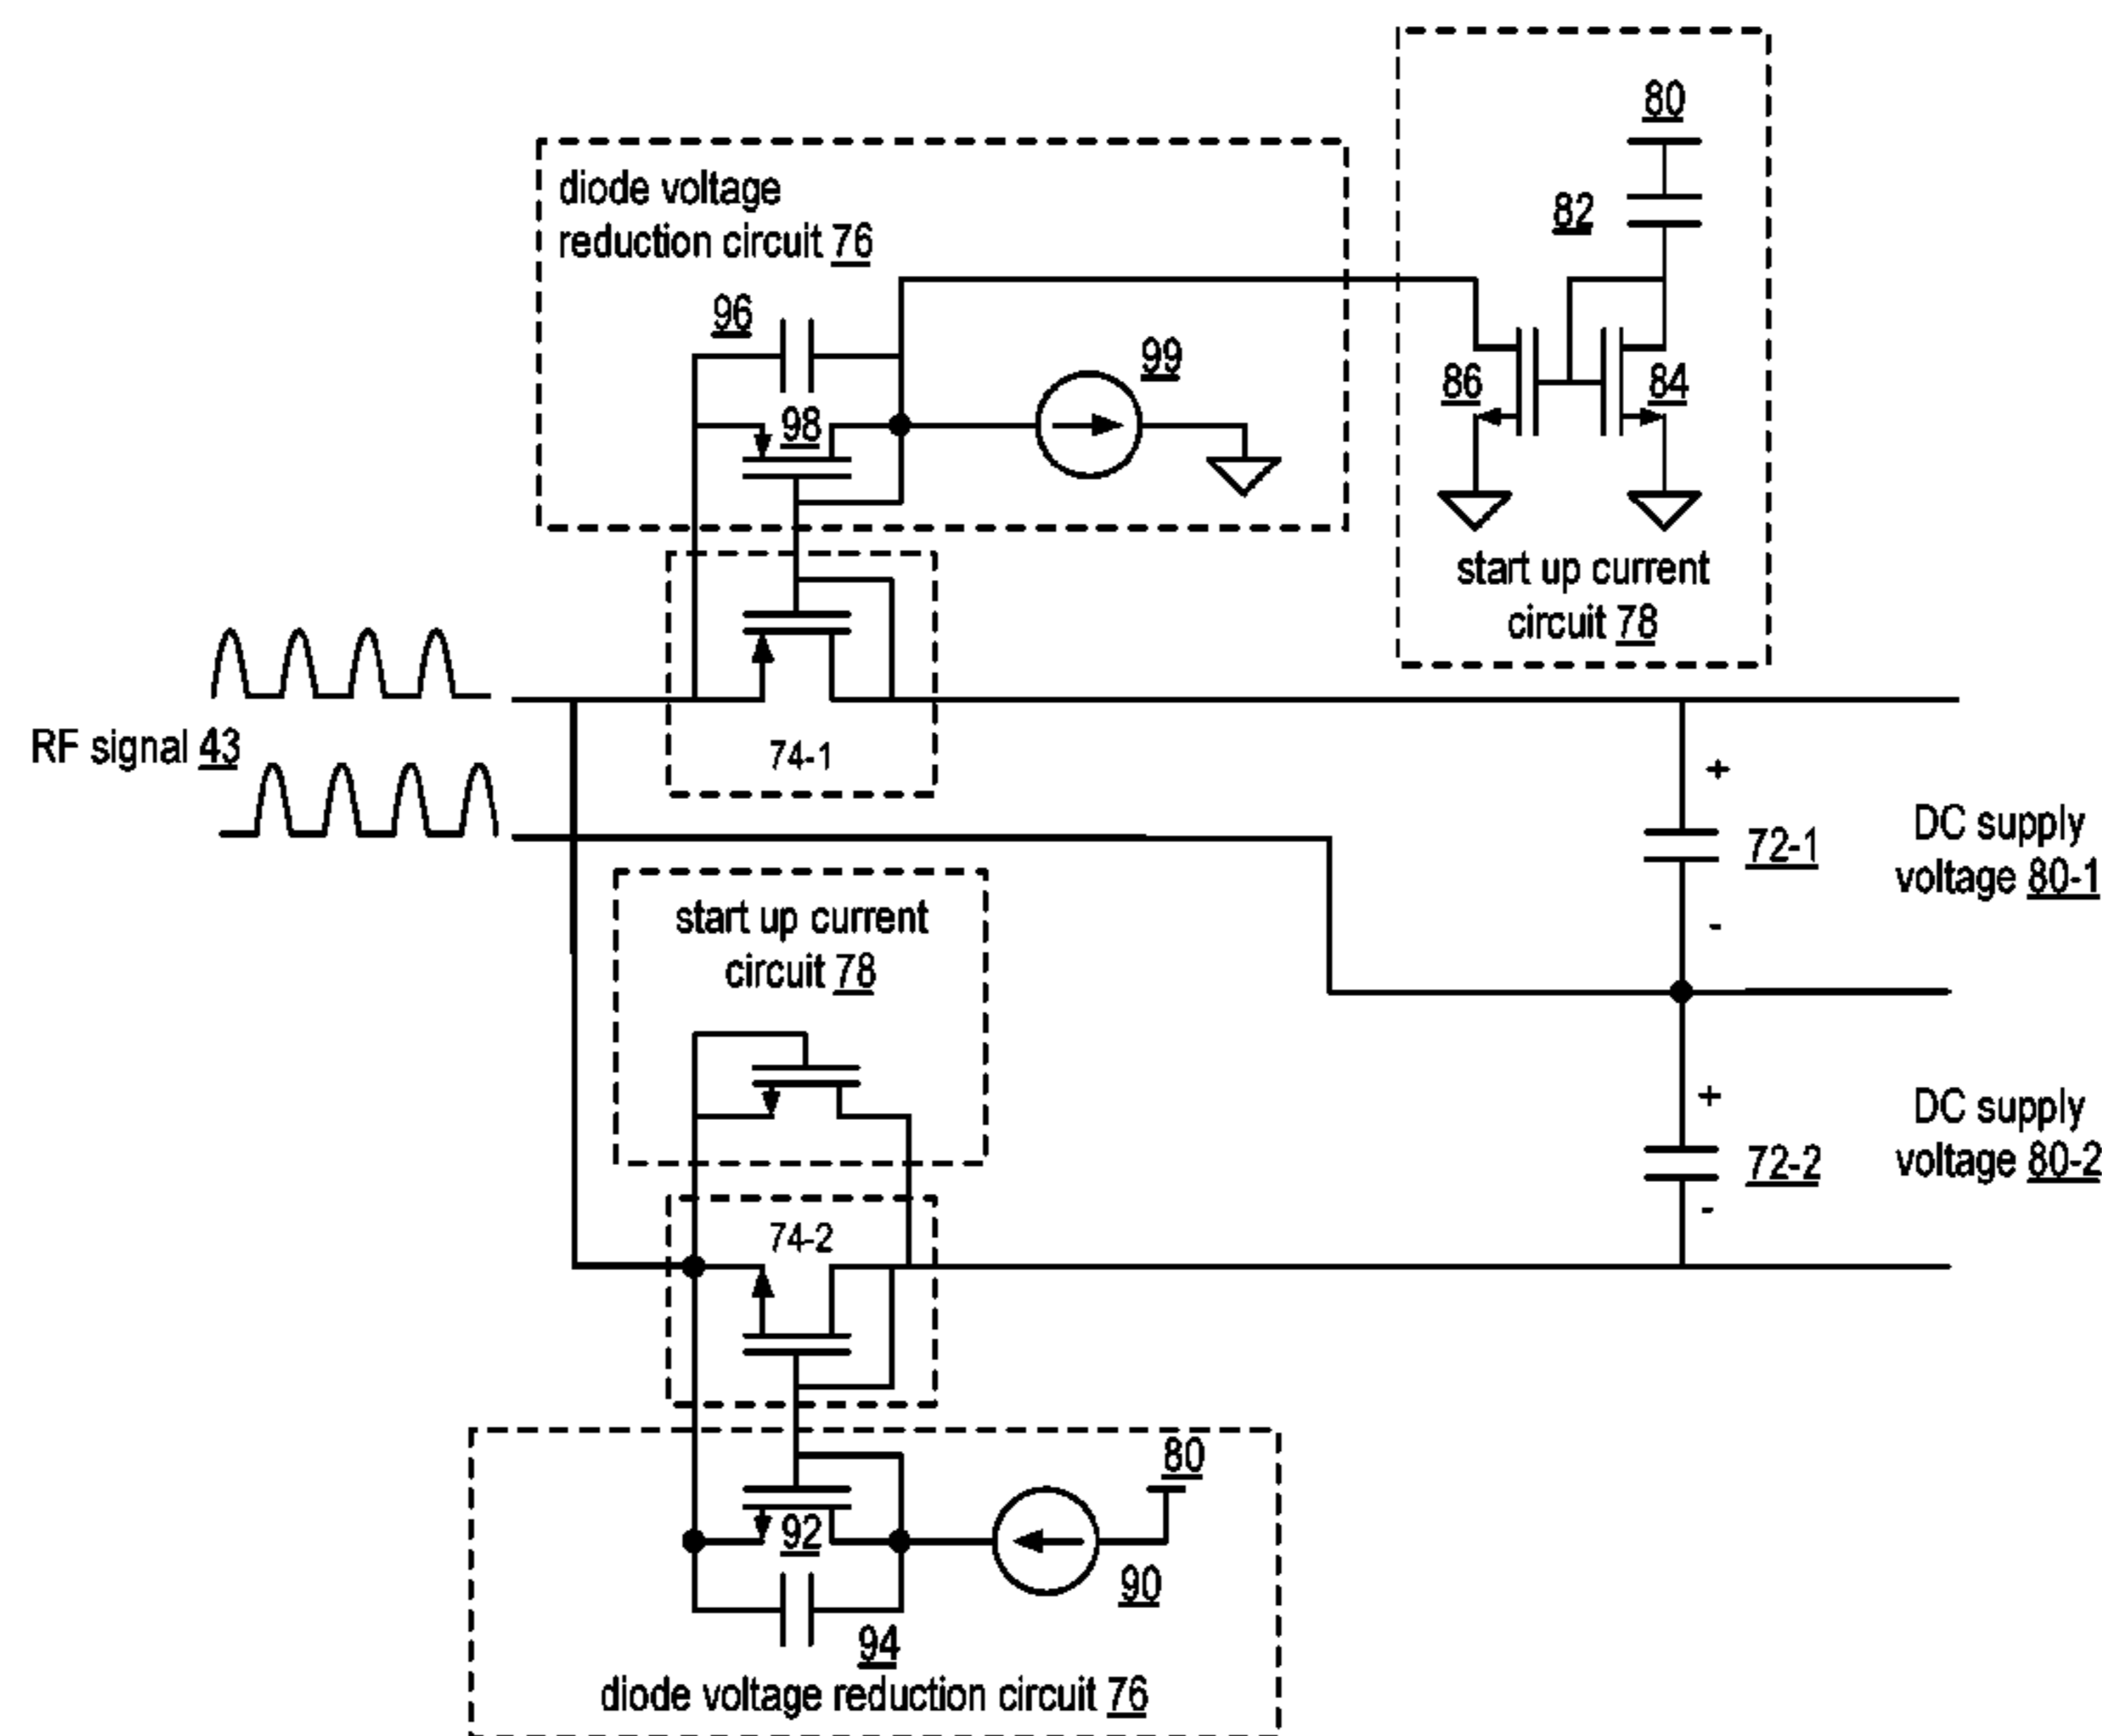 80
diode voltage
reduction circuit 76
82
96
99
98
86
84
start up current
circuit 78
RF signal 43
74-1
+
72-1
DC supply
voltage 80-1
-
start up current
circuit 78
+
72-2
DC supply
voltage 80-2
-
74-2
80
92
90
94
diode voltage reduction circuit 76